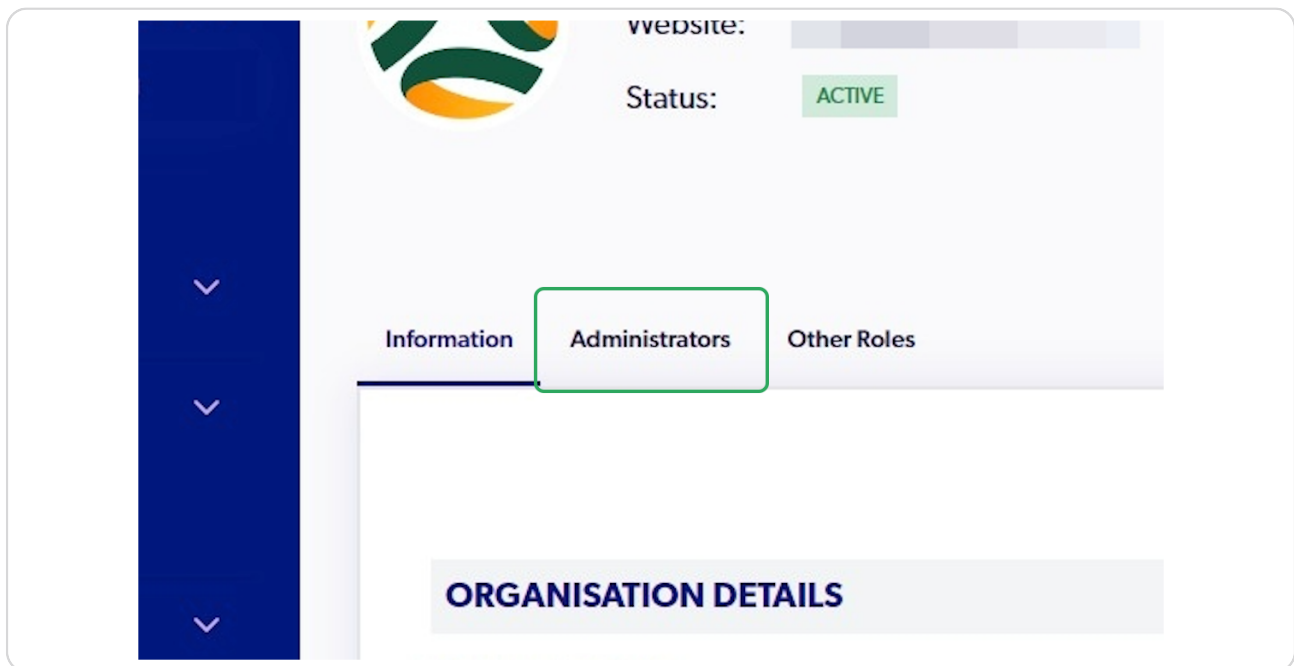 Website:
Status: ACTIVE
Information Administrators Other Roles
ORGANISATION DETAILS